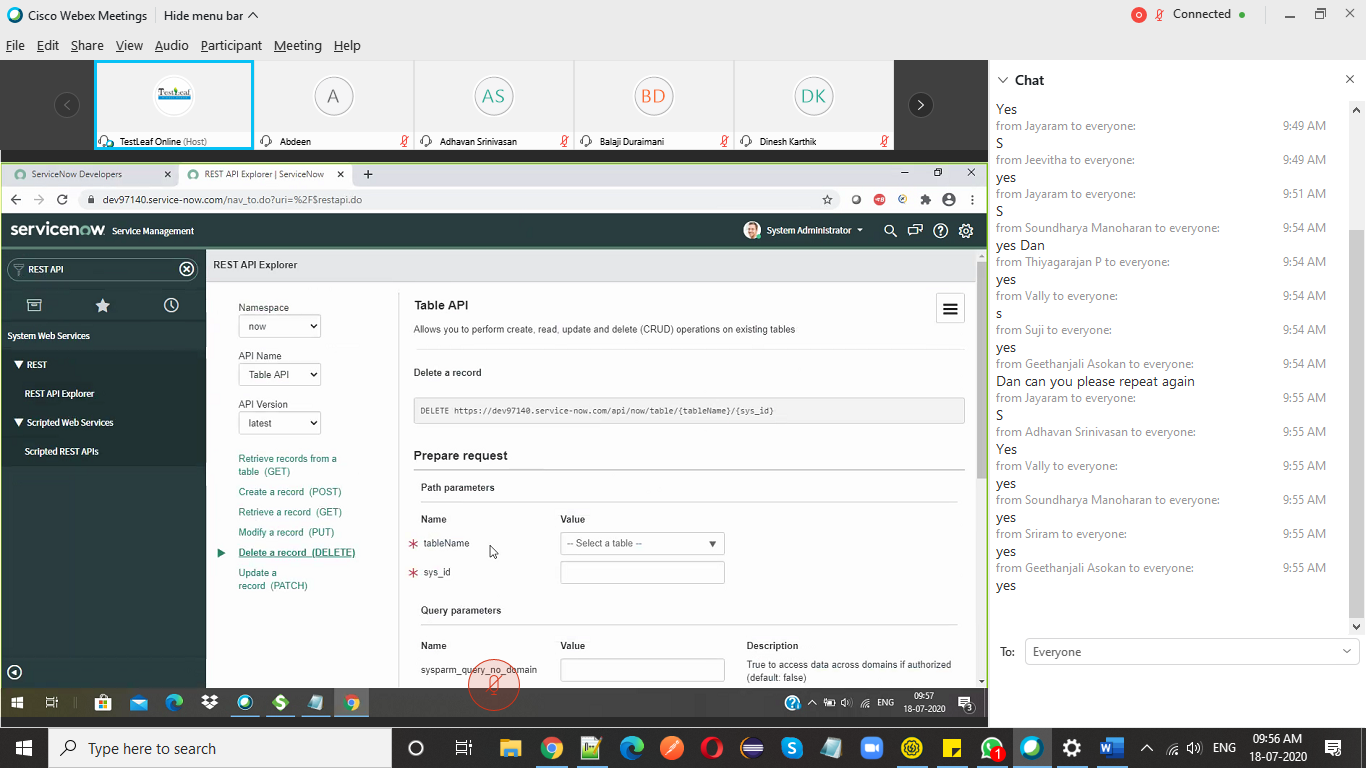 Cisco Webex Meetings
Hide menu bar
Connected
File Edit Share View Audio Participant Meeting Help
TestLeaf
A
AS
BD
DK
TestLeaf Online (Host)
Abdeen
Adhavan Srinivasan
Balaji Duraimani
Dinesh Karthik
ServiceNow Developers
REST API Explorer | ServiceNow
dev97140.service-now.com/nav_to.do?uri=%2F$restapi.do
servicenow Service Management
System Administrator
REST API
System Web Services
REST
REST API Explorer
Scripted Web Services
Scripted REST APIs
REST API Explorer
Namespace
now
API Name
Table API
API Version
latest
Retrieve records from a
table (GET)
Create a record (POST)
Retrieve a record (GET)
Modify a record (PUT)
Delete a record (DELETE)
Update a
record (PATCH)
Table API
Allows you to perform create, read, update and delete (CRUD) operations on existing tables
Delete a record
DELETE https://dev97140.service-now.com/api/now/table/{tableName}/{sys_id}
Prepare request
Path parameters
Name Value
tableName -- Select a table --
sys_id
Query parameters
Name Value Description
sysparm_query_no_domain
True to access data across domains if authorized
(default: false)
ENG
09:57
18-07-2020
3
Chat
Yes
from Jayaram to everyone: 9:49 AM
S
from Jeevitha to everyone: 9:49 AM
yes
from Jayaram to everyone: 9:51 AM
S
from Soundharya Manoharan to everyone: 9:54 AM
yes Dan
from Thiyagarajan P to everyone: 9:54 AM
yes
from Vally to everyone: 9:54 AM
s
from Suji to everyone: 9:54 AM
yes
from Geethanjali Asokan to everyone: 9:54 AM
Dan can you please repeat again
from Jayaram to everyone: 9:55 AM
S
from Adhavan Srinivasan to everyone: 9:55 AM
Yes
from Vally to everyone: 9:55 AM
yes
from Soundharya Manoharan to everyone: 9:55 AM
yes
from Sriram to everyone: 9:55 AM
yes
from Geethanjali Asokan to everyone: 9:55 AM
yes
To: Everyone
Type here to search
1
ENG
09:56 AM
18-07-2020